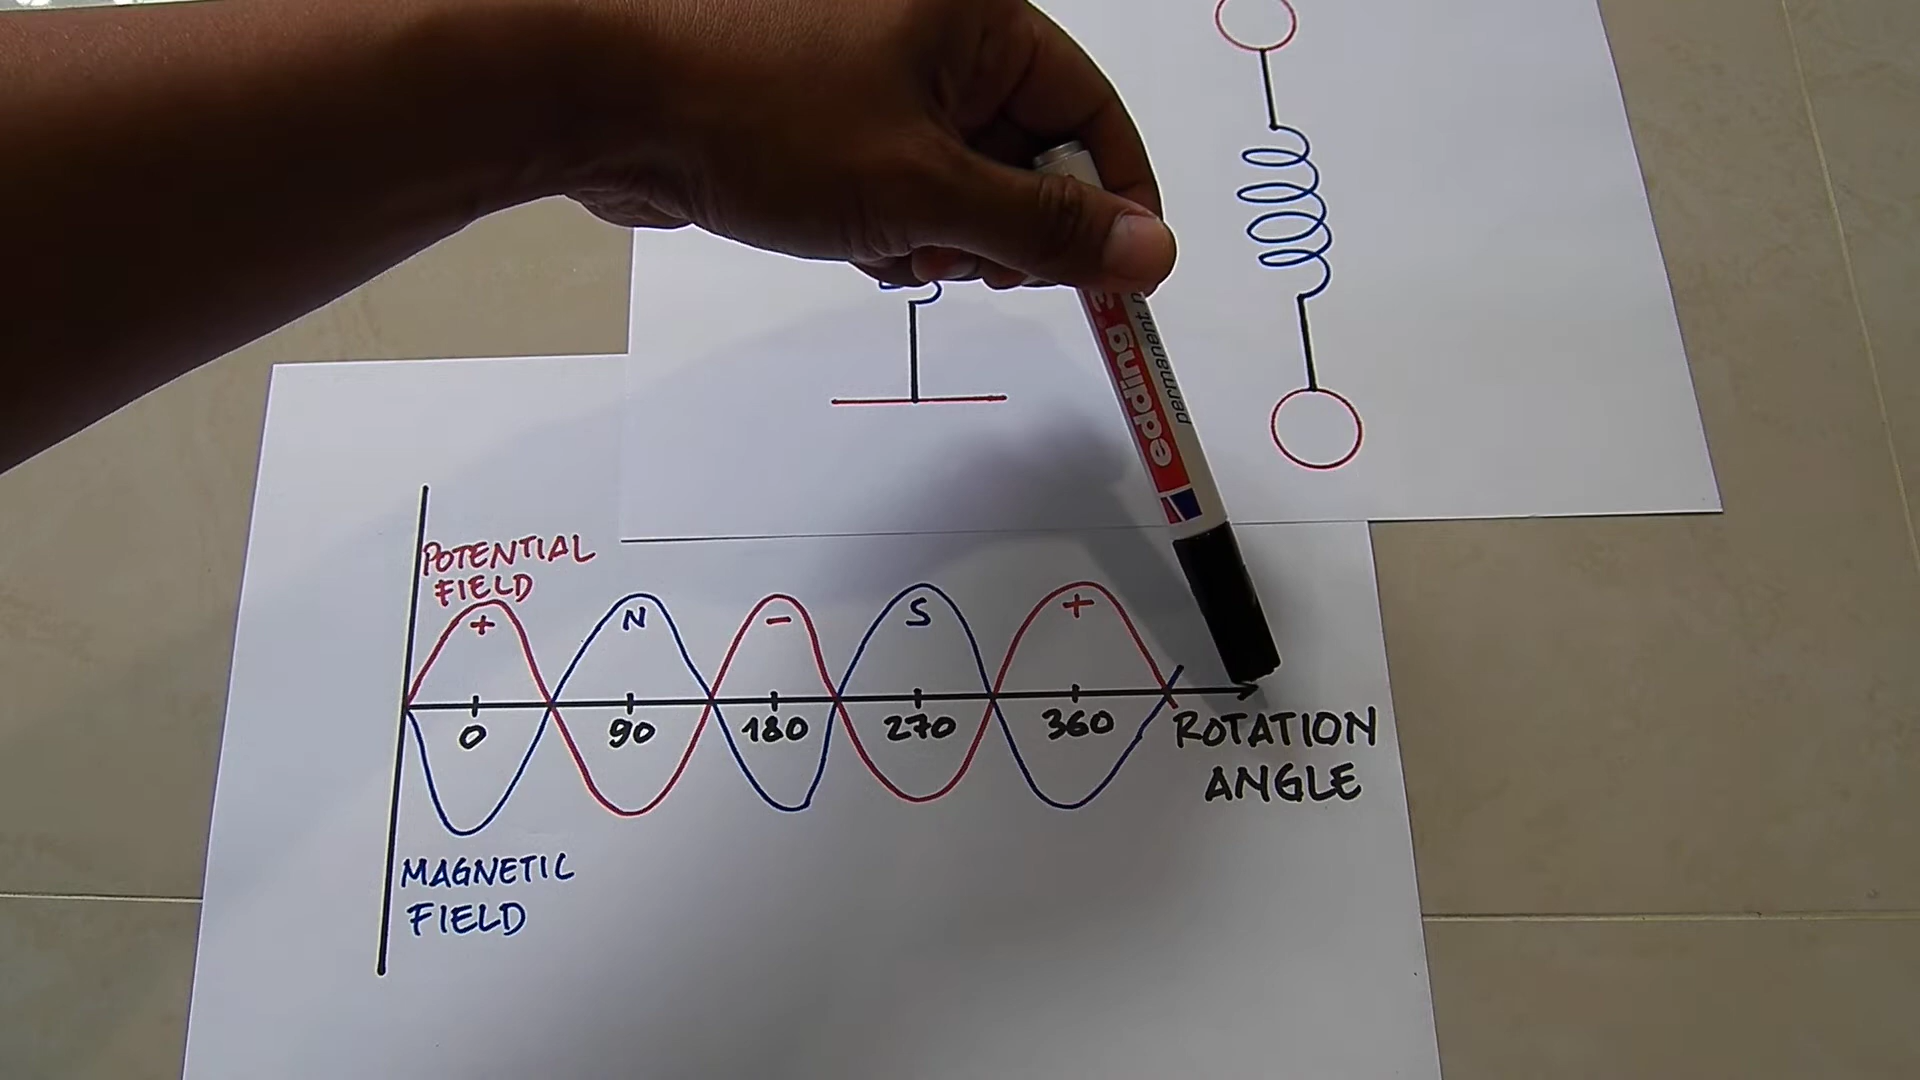 edding 3
permanent
POTENTIAL
FIELD
+ N - S +
0 90 180 270 360
ROTATION
ANGLE
MAGNETIC
FIELD